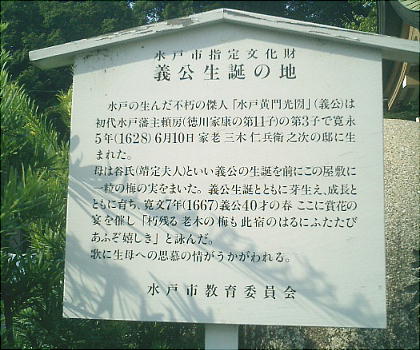 水戸市指定文化財
義公生誕の地
水戸の生んだ不朽の傑人「水戸黄門光圀」(義公)は
初代水戸藩主頼房(徳川家康の第11子)の第3子で寛永
5年(1628)6月10日家老三木仁兵衛之次の邸に生
まれた。
母は谷氏(靖定夫人)といい義公の生誕を前にこの屋敷に
一粒の梅の実をまいた。義公生誕とともに芽生え、成長と
ともに育ち、寛文7年(1667)義公40才の春ここに賞花の
宴を催し「朽残る老木の梅も此宿のはるにふたたび
あふぞ嬉しき」と詠んだ。
歌に生母への思慕の情がうかがわれる。
水戸市教育委員会